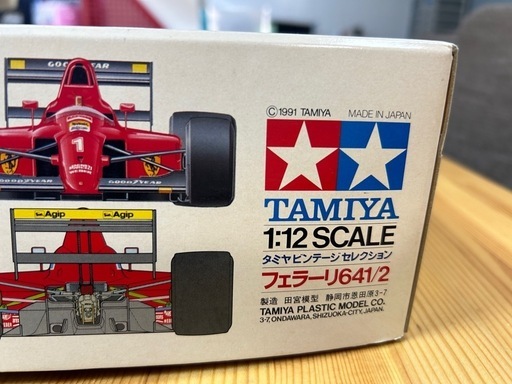 GOODYEAR
1
GOODYEAR GOODYEAR
Agip Agip
© 1991 TAMIYA MADE IN JAPAN
TAMIYA
1:12 SCALE
タミヤビンテージセレクション
フェラーリ641/2
製造 田宮模型 静岡市恩田原3-7
TAMIYA PLASTIC MODEL CO.
3-7, ONDAWARA, SHIZUOKA-CITY, JAPAN.